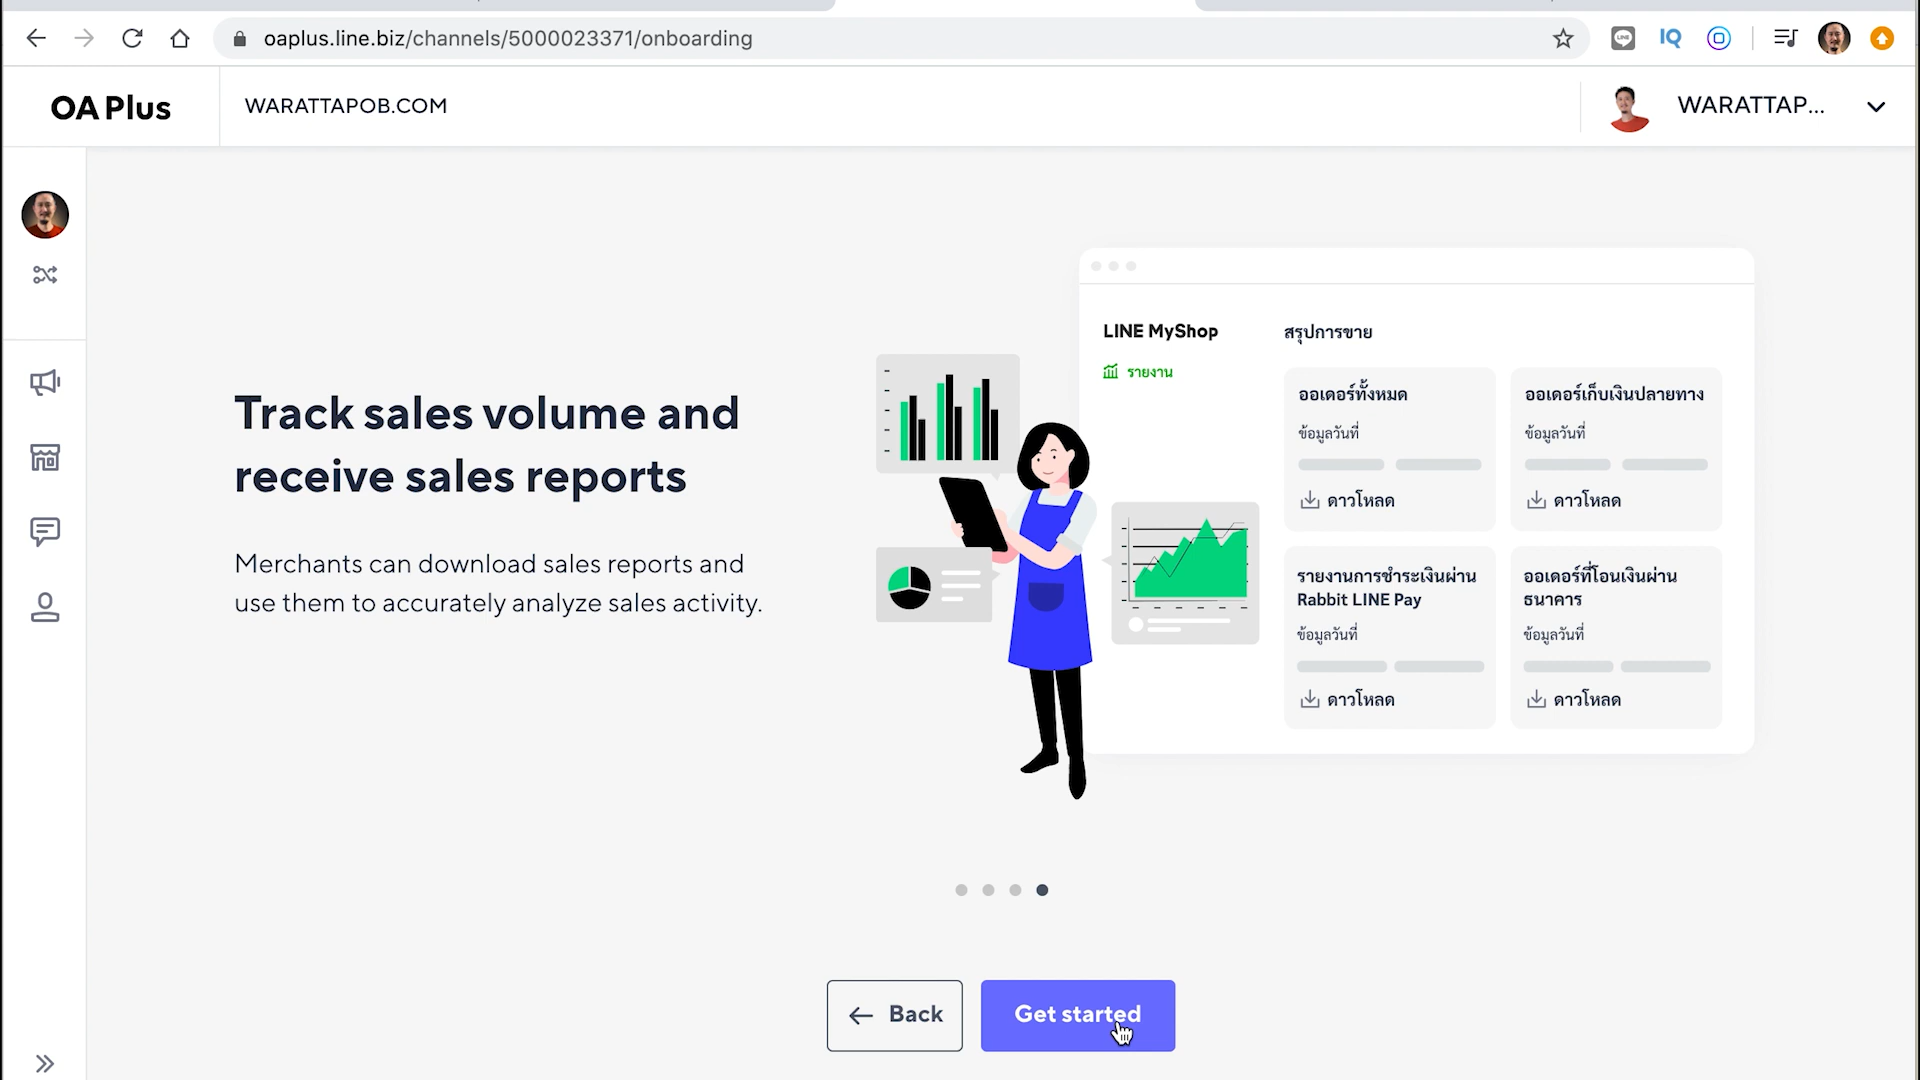 oaplus.line.biz/channels/5000023371/onboarding
IQ
OA Plus
WARATTAPOB.COM
WARATTAP...
LINE MyShop
สรุปการขาย
รายงาน
ออเดอร์ทั้งหมด
ออเดอร์เก็บเงินปลายทาง
ข้อมูลวันที่
ข้อมูลวันที่
ดาวโหลด
ดาวโหลด
Track sales volume and
receive sales reports
Merchants can download sales reports and
use them to accurately analyze sales activity.
รายงานการชำระเงินผ่าน
Rabbit LINE Pay
ข้อมูลวันที่
ดาวโหลด
ออเดอร์ที่โอนเงินผ่าน
ธนาคาร
ข้อมูลวันที่
ดาวโหลด
Back
Get started